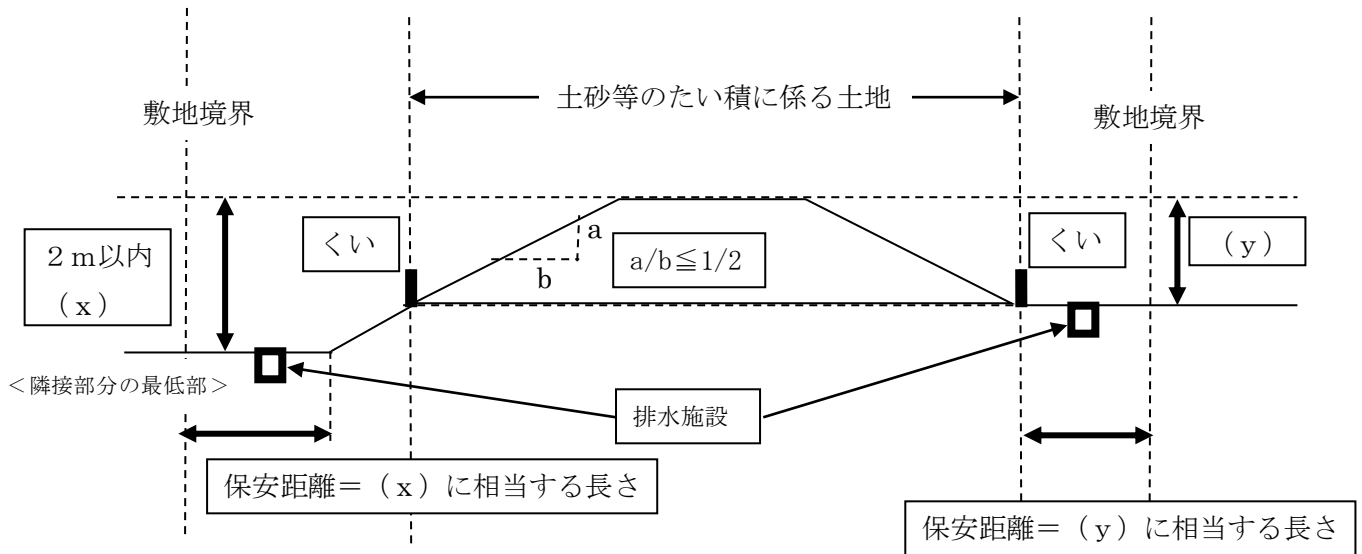 土砂等のたい積に係る土地
敷地境界
敷地境界
くい
a
b
a/b≦1/2
くい
(y)
2m以内
(x)
<隣接部分の最低部>
排水施設
保安距離=(x)に相当する長さ
保安距離=(y)に相当する長さ